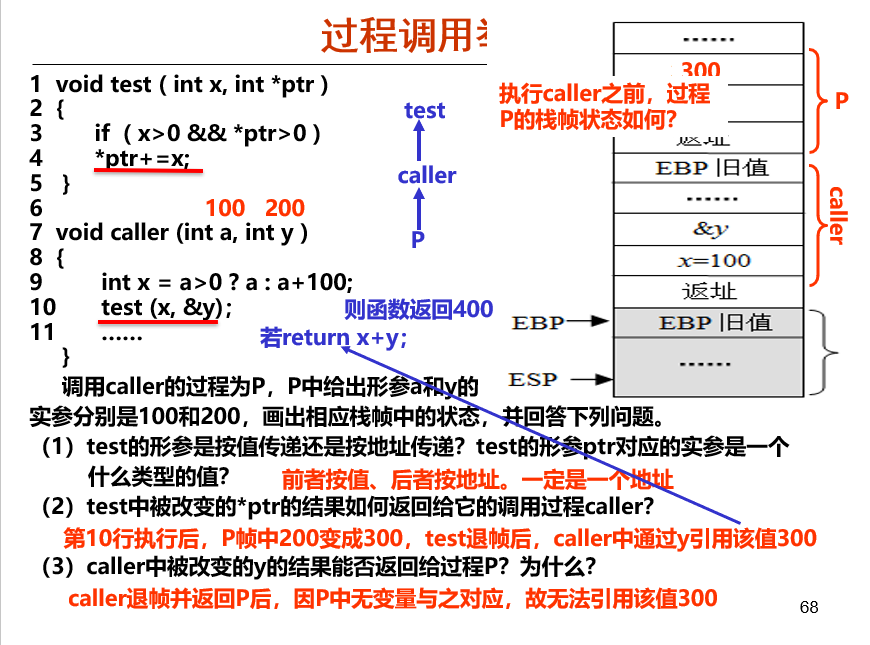 过程调用
1 void test ( int x, int *ptr )
2 {
3 if ( x>0 && *ptr>0 )
4 *ptr+=x;
5 }
6 100 200
7 void caller (int a, int y )
8 {
9 int x = a>0 ? a : a+100;
10 test (x, &y);
11 ……
}
则函数返回400
若return x+y;
test
caller
P
……
300
执行caller之前，过程
P的栈帧状态如何?
返址
EBP 旧值
……
&y
x=100
返址
EBP 旧值
……
P
caller
EBP
ESP
调用caller的过程为P，P中给出形参a和y的
实参分别是100和200，画出相应栈帧中的状态，并回答下列问题。
（1）test的形参是按值传递还是按地址传递？test的形参ptr对应的实参是一个
什么类型的值？ 前者按值、后者按地址。一定是一个地址
（2）test中被改变的*ptr的结果如何返回给它的调用过程caller？
第10行执行后，P帧中200变成300，test退帧后，caller中通过y引用该值300
（3）caller中被改变的y的结果能否返回给过程P？为什么？
caller退帧并返回P后，因P中无变量与之对应，故无法引用该值300
68